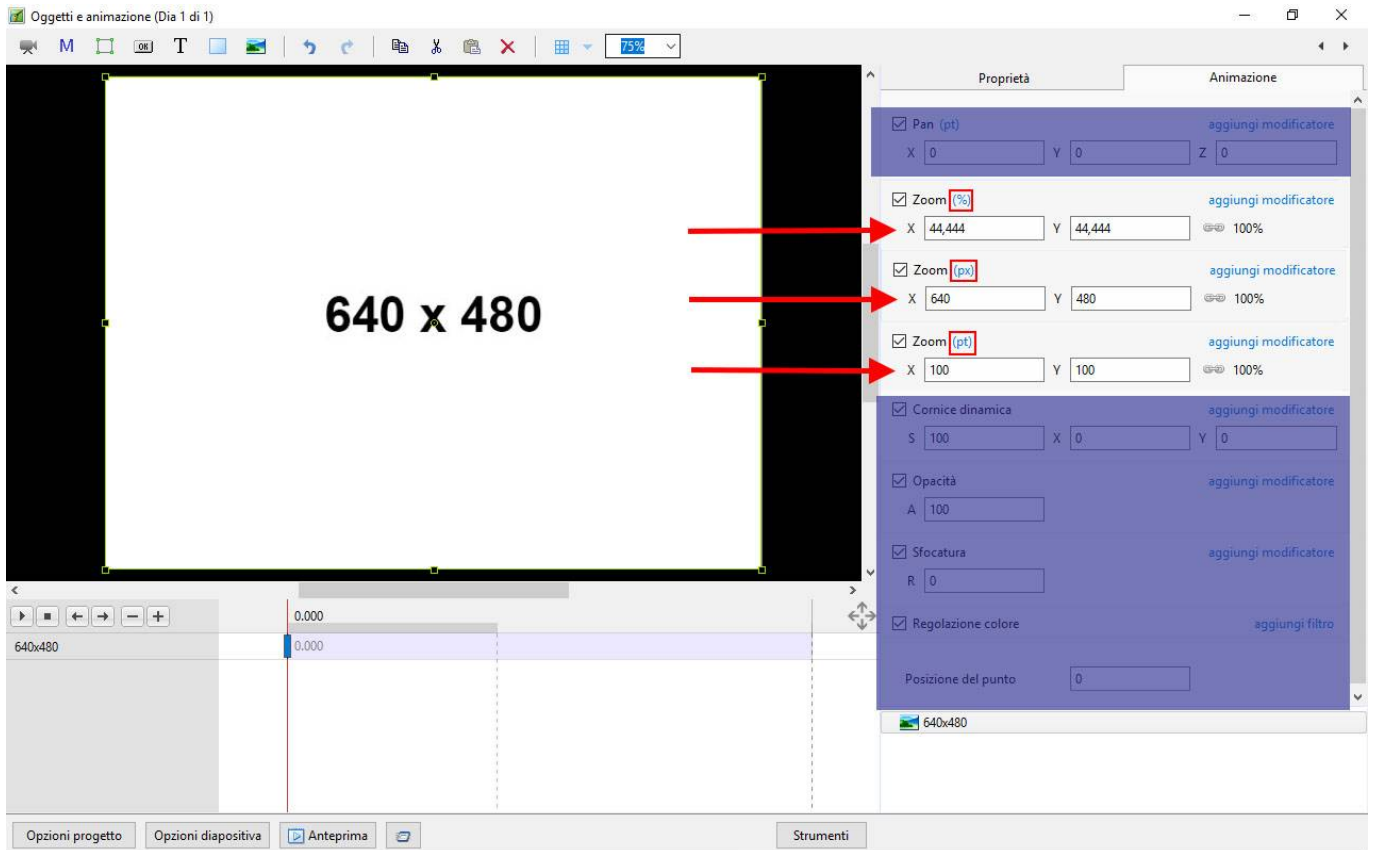 Oggetti e animazione (Dia 1 di 1)
M OK T 75%
Proprietà Animazione
Pan (pt) aggiungi modificatore
X 0 Y 0 Z 0
Zoom (%) aggiungi modificatore
X 44,444 Y 44,444 100%
Zoom (px) aggiungi modificatore
X 640 Y 480 100%
640 x 480
Zoom (pt) aggiungi modificatore
X 100 Y 100 100%
Cornice dinamica aggiungi modificatore
S 100 X 0 Y 0
Opacità aggiungi modificatore
A 100
Sfocatura aggiungi modificatore
R 0
Regolazione colore aggiungi filtro
Posizione del punto 0
640x480
0.000
640x480 0.000
Opzioni progetto Opzioni diapositiva Anteprima Strumenti